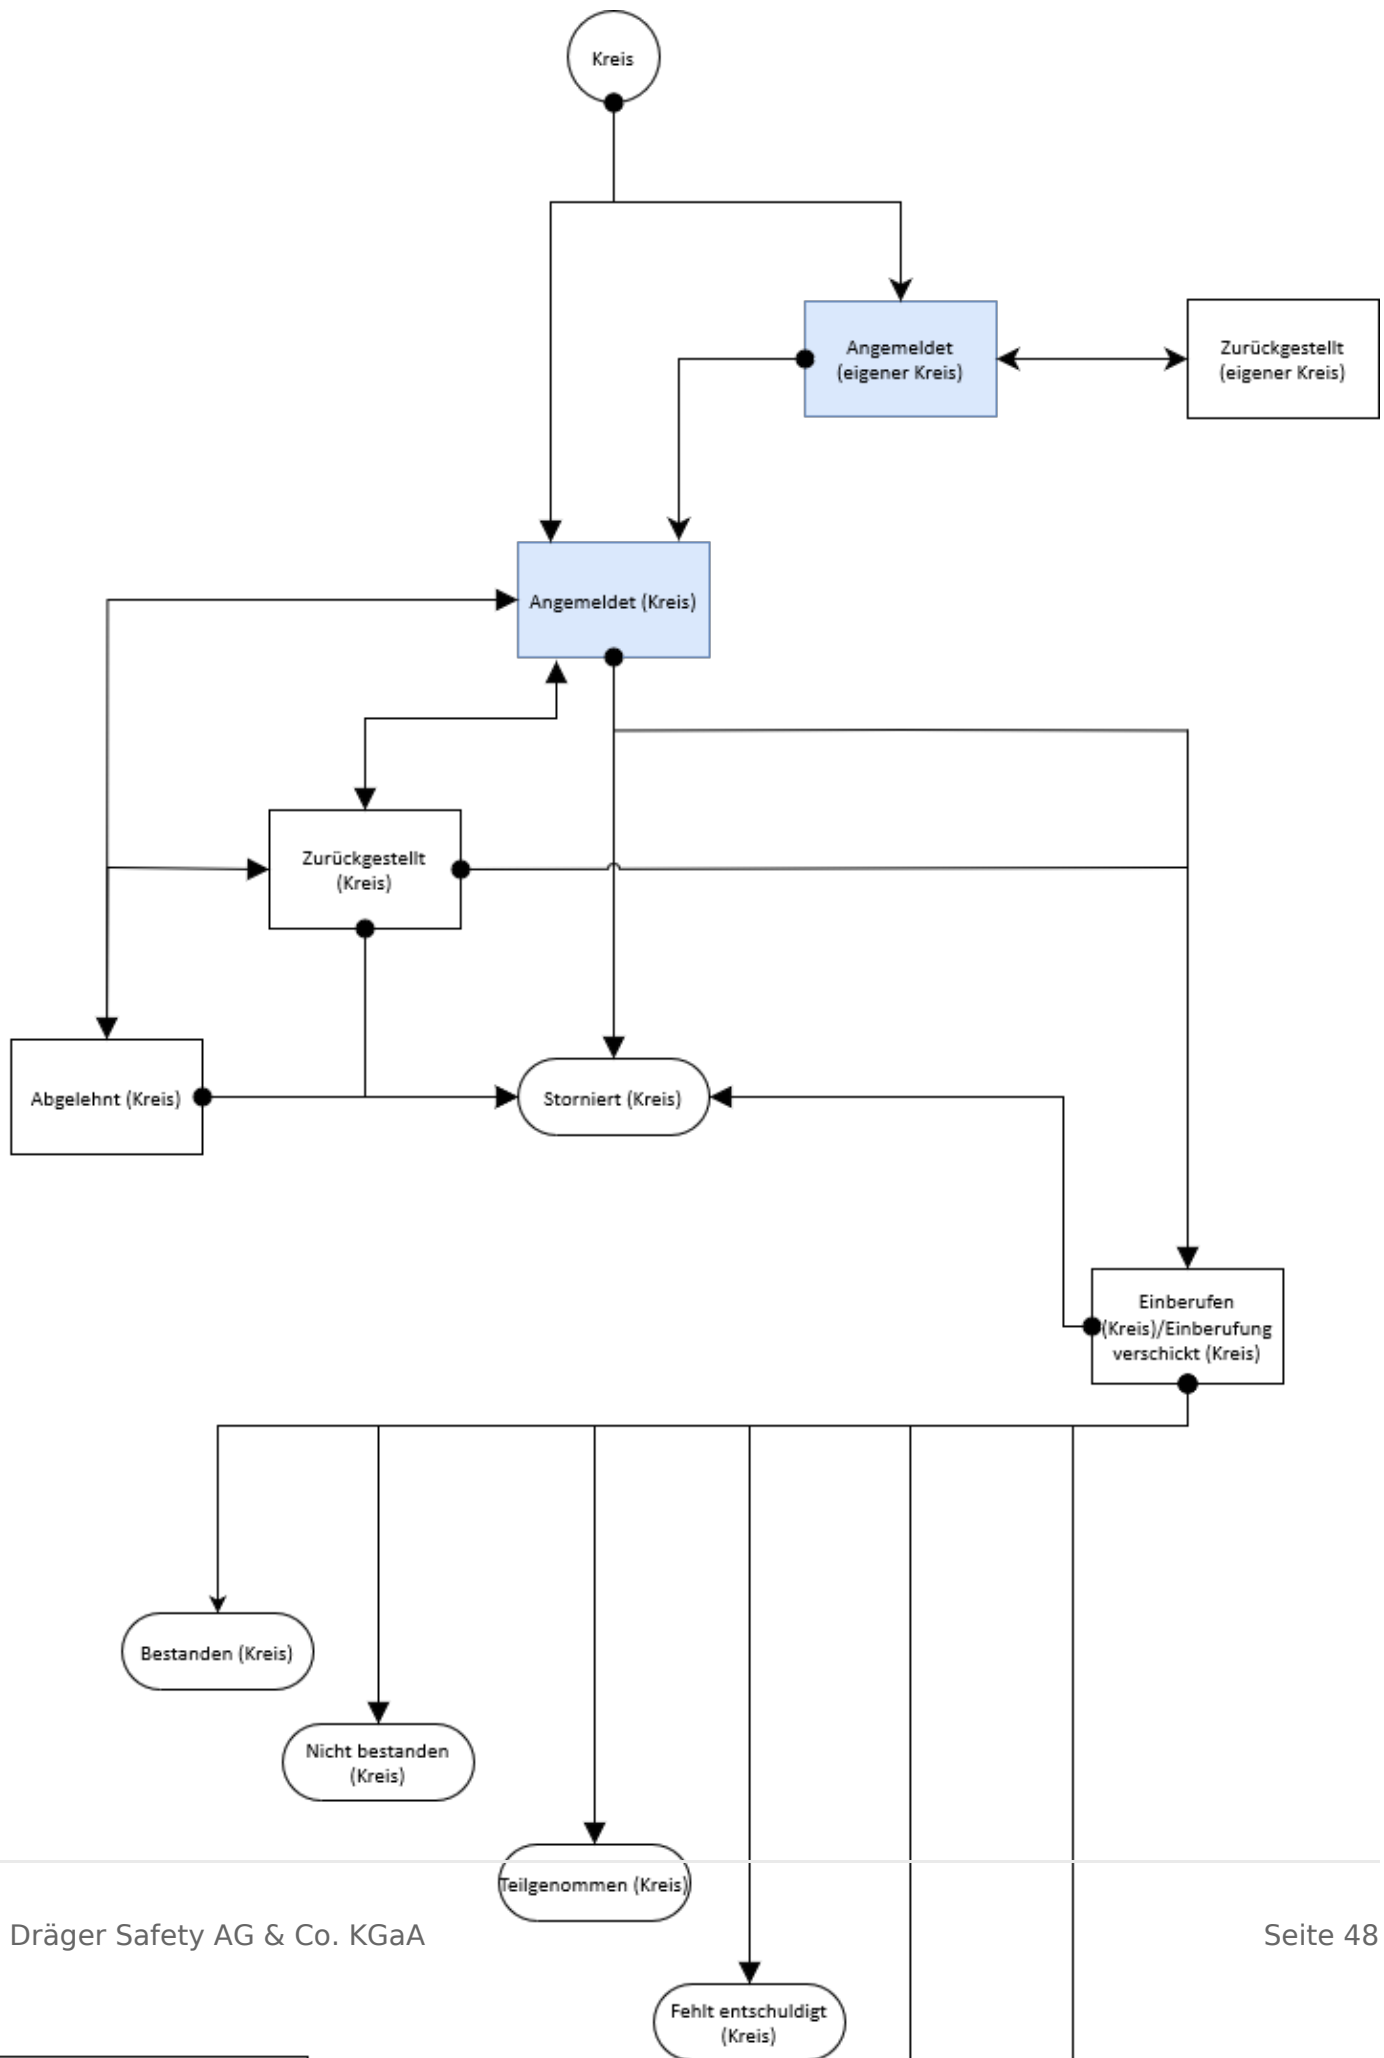 Kreis
Angemeldet
(eigener Kreis)
Zurückgestellt
(eigener Kreis)
Angemeldet (Kreis)
Zurückgestellt
(Kreis)
Abgelehnt (Kreis)
Storniert (Kreis)
Einberufen
(Kreis)/Einberufung
verschickt (Kreis)
Bestanden (Kreis)
Nicht bestanden
(Kreis)
Teilgenommen (Kreis)
Dräger Safety AG & Co. KGaA
Seite 48
Fehlt entschuldigt
(Kreis)